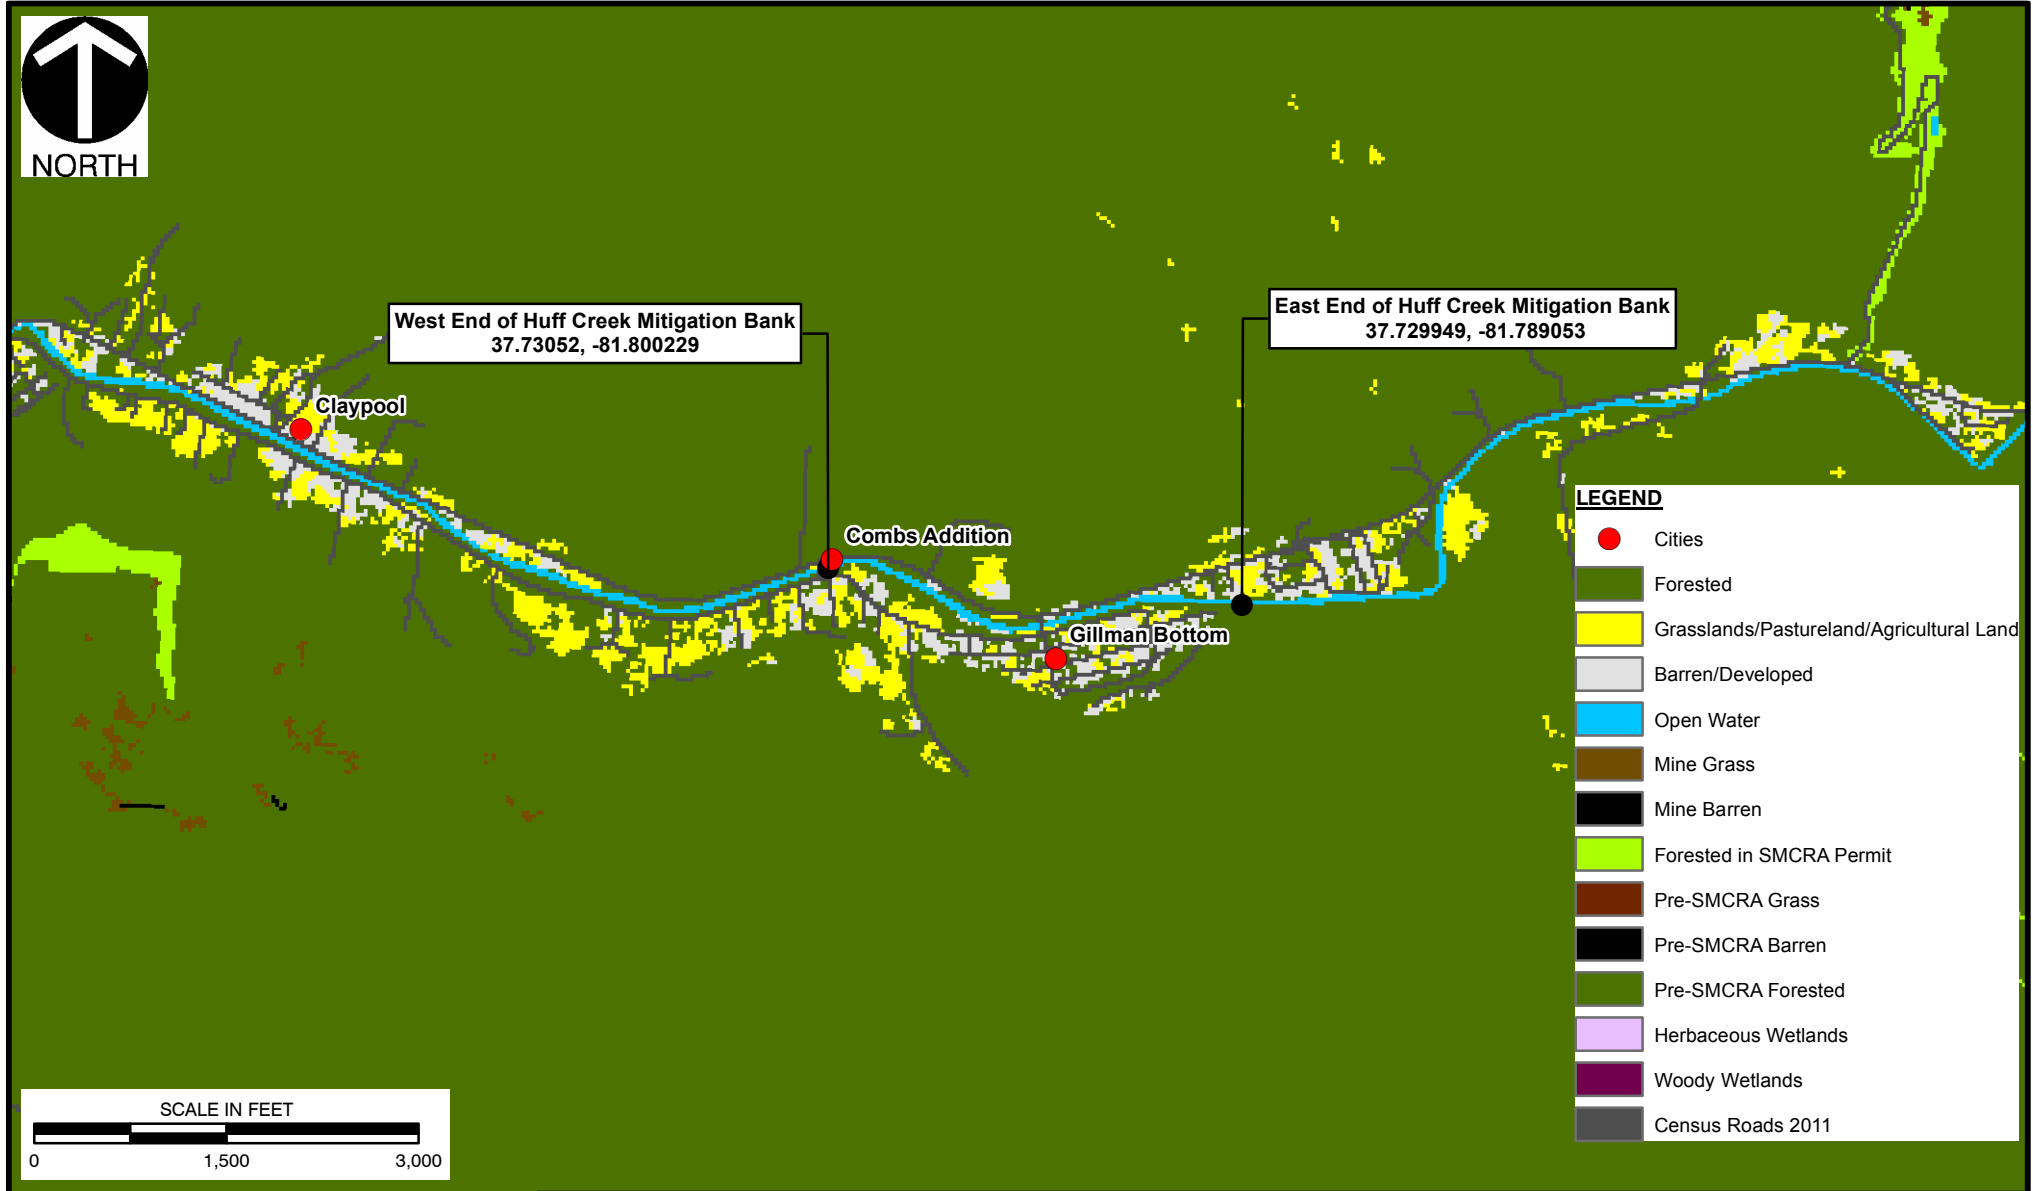 NORTH
West End of Huff Creek Mitigation Bank
37.73052, -81.800229
East End of Huff Creek Mitigation Bank
37.729949, -81.789053
Claypool
Combs Addition
Gillman Bottom
LEGEND
Cities
Forested
Grasslands/Pastureland/Agricultural Land
Barren/Developed
Open Water
Mine Grass
Mine Barren
Forested in SMCRA Permit
Pre-SMCRA Grass
Pre-SMCRA Barren
Pre-SMCRA Forested
Herbaceous Wetlands
Woody Wetlands
Census Roads 2011
SCALE IN FEET
0 1,500 3,000